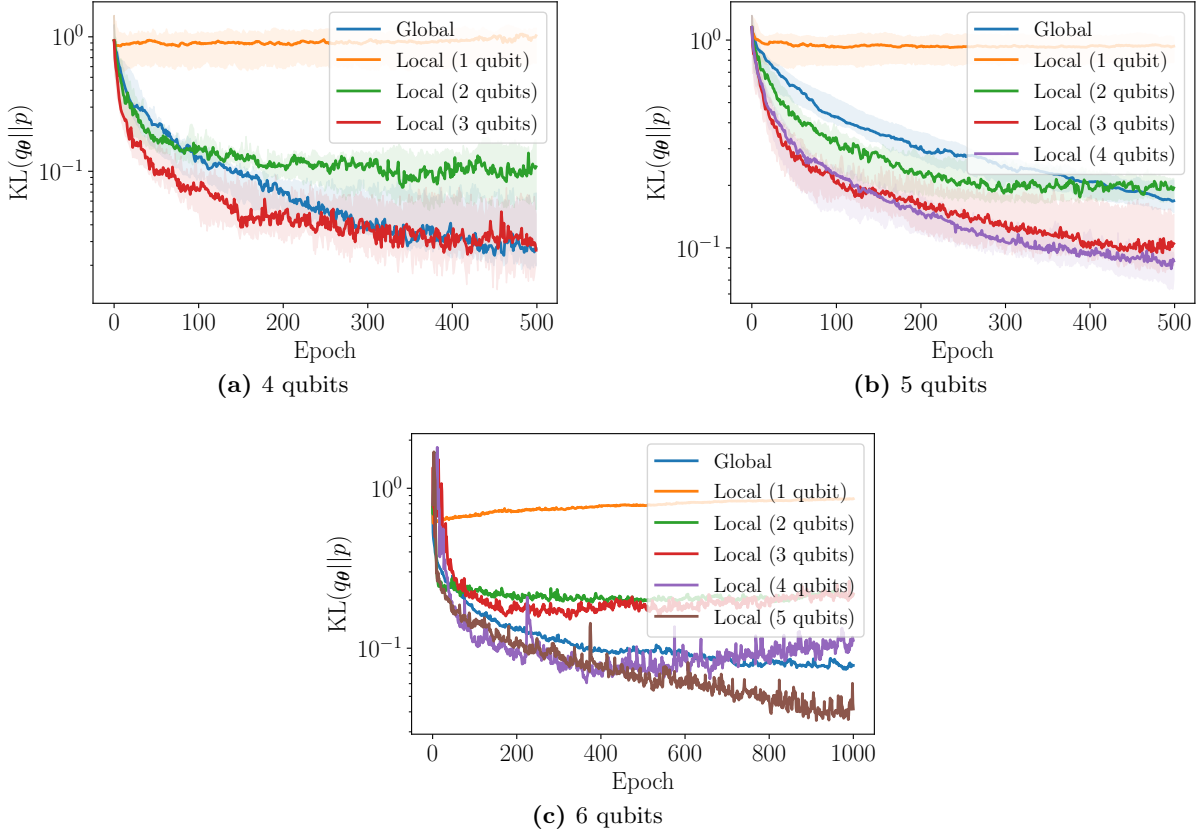 KL(q_θ||p)
10^0
10^{-1}
0
100
200
300
400
500
Epoch
Global
Local (1 qubit)
Local (2 qubits)
Local (3 qubits)
(a) 4 qubits
KL(q_θ||p)
10^0
10^{-1}
0
100
200
300
400
500
Epoch
Global
Local (1 qubit)
Local (2 qubits)
Local (3 qubits)
Local (4 qubits)
(b) 5 qubits
KL(q_θ||p)
10^0
10^{-1}
0
200
400
600
800
1000
Epoch
Global
Local (1 qubit)
Local (2 qubits)
Local (3 qubits)
Local (4 qubits)
Local (5 qubits)
(c) 6 qubits